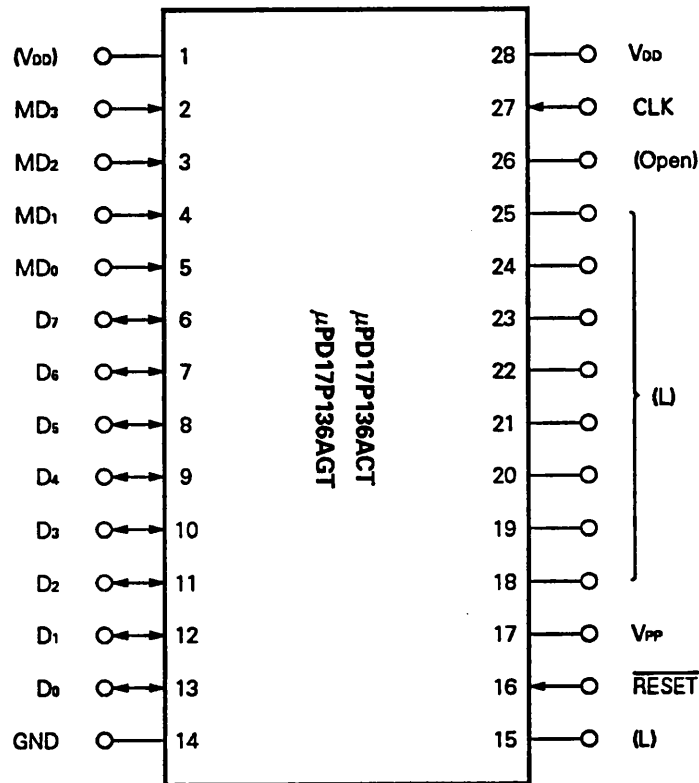 (VDD) 1 28 VDD
MD3 2 27 CLK
MD2 3 26 (Open)
MD1 4 25
MD0 5 24
D7 6 23
D6 7 22
D5 8 21
(L)
D4 9 20
D3 10 19
D2 11 18
D1 12 17 VPP
D0 13 16 RESET
GND 14 15 (L)
µPD17P136ACT
µPD17P136AGT